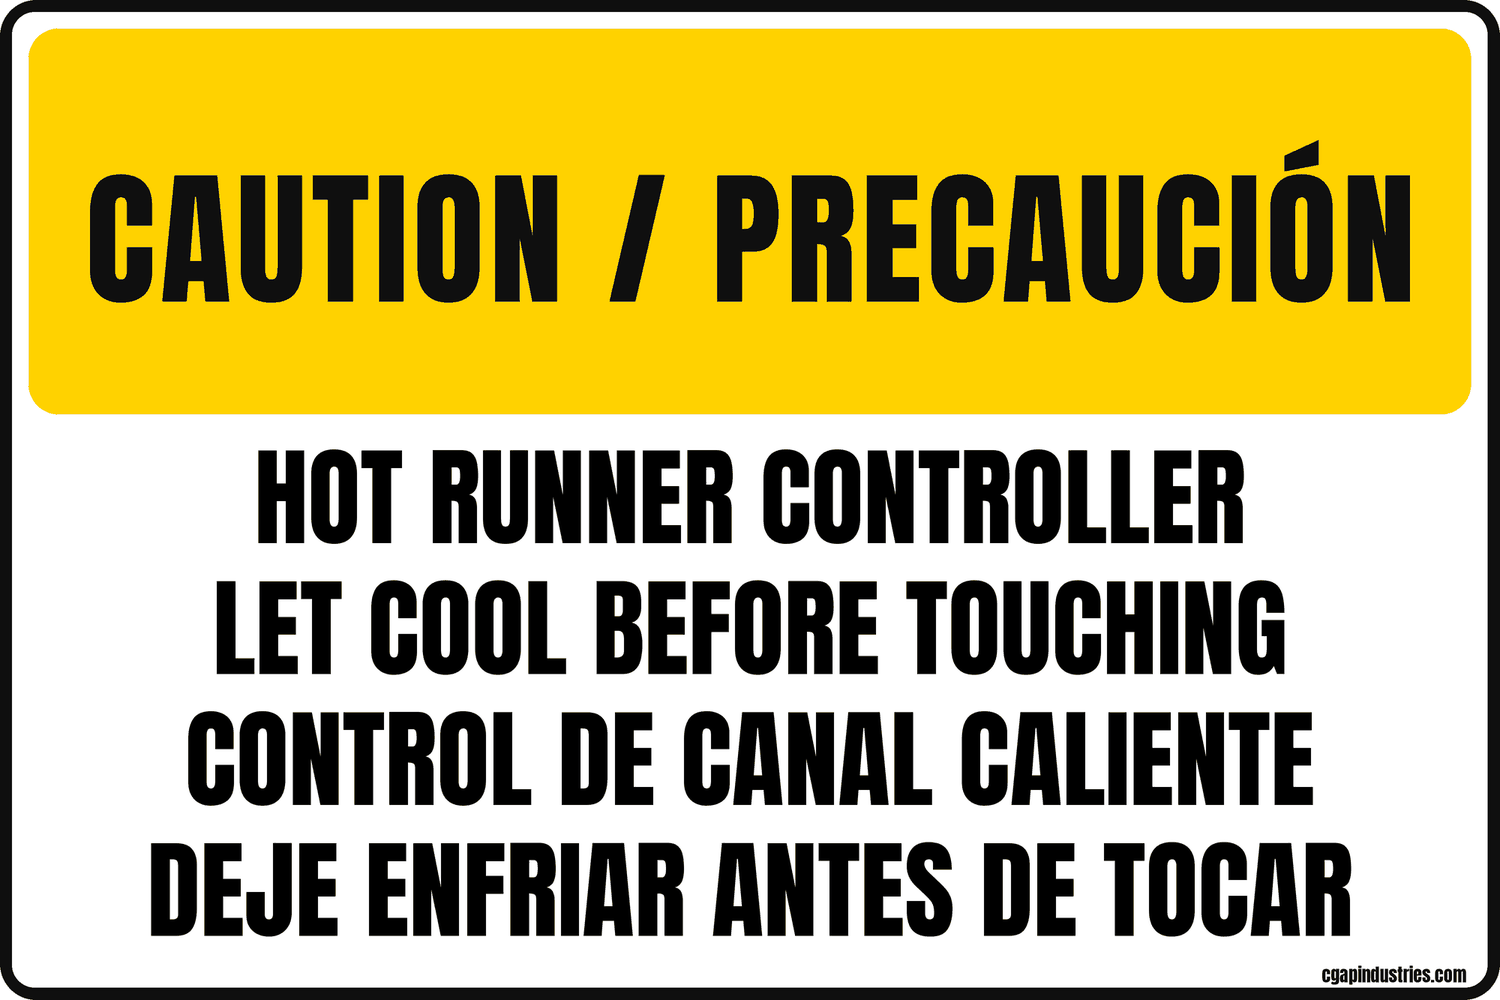 CAUTION / PRECAUCIÓN
HOT RUNNER CONTROLLER
LET COOL BEFORE TOUCHING
CONTROL DE CANAL CALIENTE
DEJE ENFRIAR ANTES DE TOCAR
cgapindustries.com